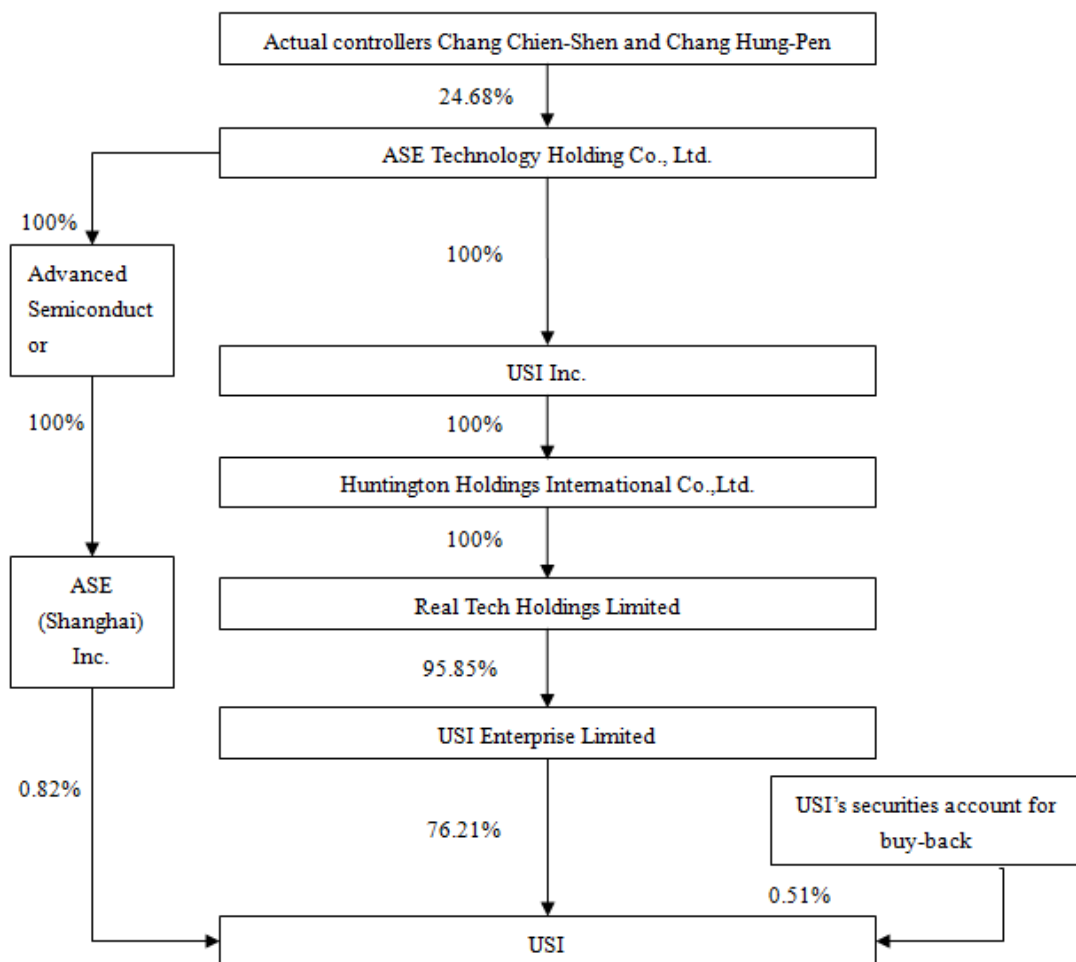 Actual controllers Chang Chien-Shen and Chang Hung-Pen
24.68%
ASE Technology Holding Co., Ltd.
100%
100%
Advanced
Semiconduct
or
USI Inc.
100%
100%
Huntington Holdings International Co.,Ltd.
100%
ASE
(Shanghai)
Inc.
Real Tech Holdings Limited
95.85%
USI Enterprise Limited
0.82%
76.21%
USI's securities account for
buy-back
0.51%
USI